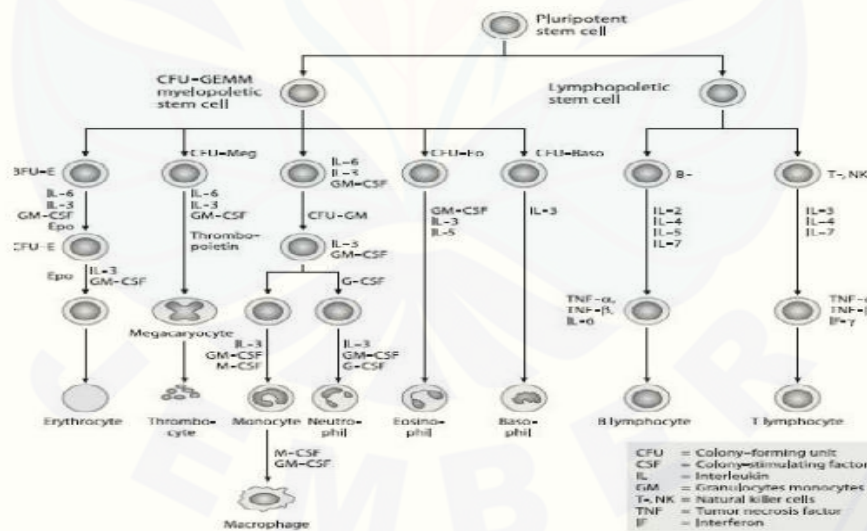 Pluripotent
stem cell
CFU-GEMM
myelopoletic
stem cell
Lymphopoletic
stem cell
BFU-E
IL-6
IL-3
GM-CSF
Epo
CFU-Meg
IL-6
IL-3
GM-CSF
Thrombo-
poietin
IL-6
IL-3
GM-CSF
CFU-GM
CFU-Eo
GM-CSF
IL-3
IL-5
CFU-Baso
IL-3
B-
IL-2
IL-4
IL-5
IL-7
T-, NK
IL-3
IL-4
IL-7
CFU-E
Epo
IL-3
GM-CSF
IL-3
GM-CSF
G-CSF
Megacaryocyte
IL-3
GM-CSF
M-CSF
IL-3
GM-CSF
G-CSF
TNF-α,
TNF-β,
IL-6
TNF-
TNF-
IF-γ
Erythrocyte
Thrombo-
cyte
Monocyte
Neutro-
phil
Eosino-
phil
Baso-
phil
B lymphocyte
T lymphocyte
M-CSF
GM-CSF
Macrophage
CFU = Colony-forming unit
CSF = Colony-stimulating factor
IL = Interleukin
GM = Granulocytes monocytes
T-, NK = Natural killer cells
TNF = Tumor necrosis factor
IF = Interferon
EMBER